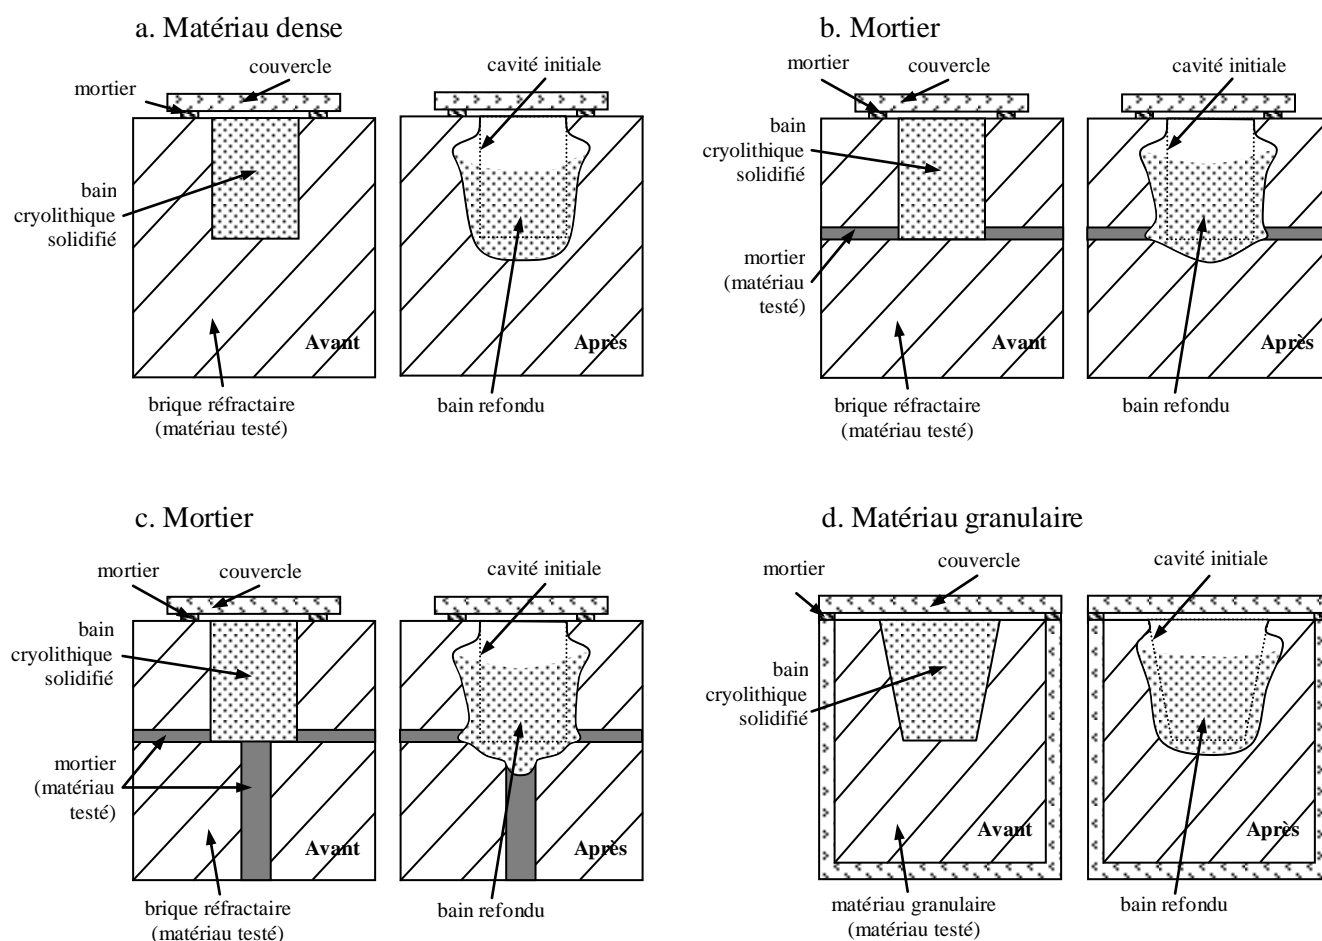 a. Matériau dense
mortier
couvercle
cavité initiale
bain
cryolithique
solidifié
Avant
Après
brique réfractaire
(matériau testé)
bain refondu
b. Mortier
mortier
couvercle
cavité initiale
bain
cryolithique
solidifié
mortier
(matériau
testé)
Avant
Après
brique réfractaire
(matériau testé)
bain refondu
c. Mortier
mortier
couvercle
cavité initiale
bain
cryolithique
solidifié
mortier
(matériau
testé)
Avant
Après
brique réfractaire
(matériau testé)
bain refondu
d. Matériau granulaire
mortier
couvercle
cavité initiale
bain
cryolithique
solidifié
Avant
Après
matériau granulaire
(matériau testé)
bain refondu